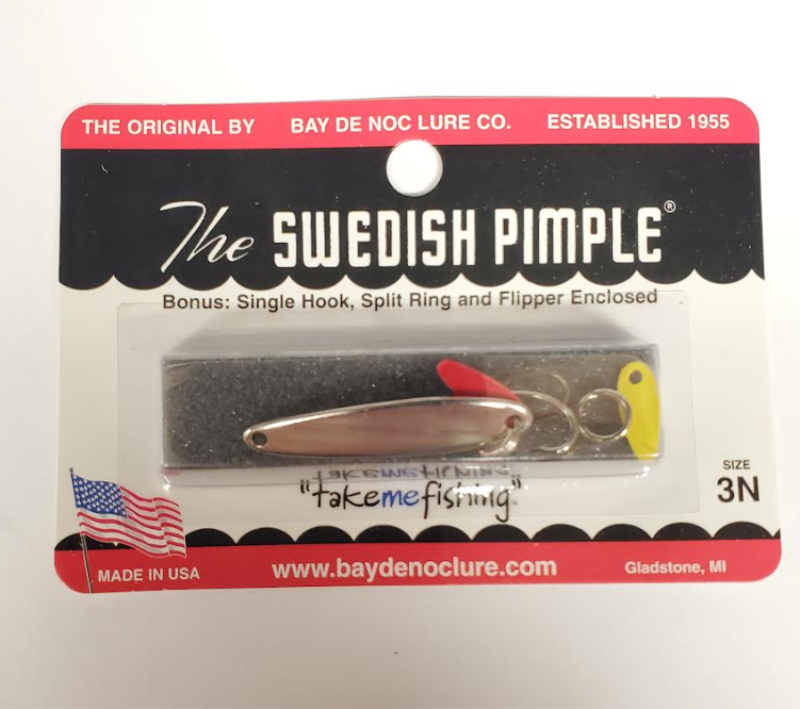 THE ORIGINAL BY BAY DE NOC LURE CO. ESTABLISHED 1955
The SWEDISH PIMPLE®
Bonus: Single Hook, Split Ring and Flipper Enclosed
"takemefishing"
SIZE
3N
MADE IN USA www.baydenoclure.com Gladstone, MI